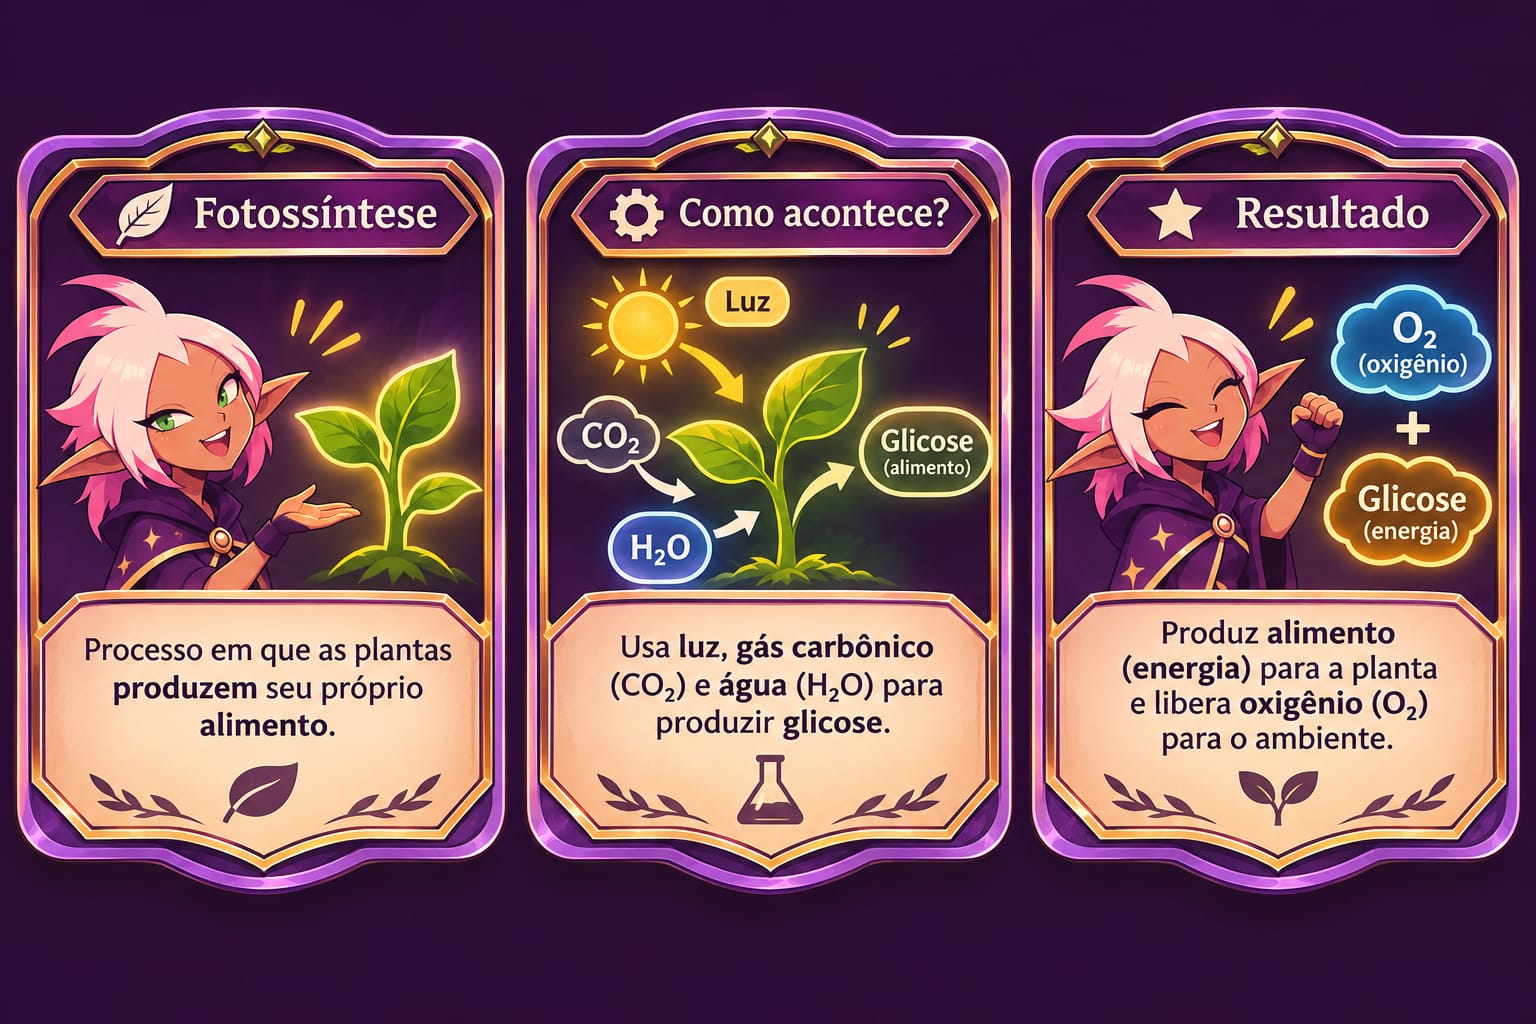 Fotossíntese
Processo em que as plantas
produzem seu próprio
alimento.
Como acontece?
Luz
CO₂
H₂O
Glicose
(alimento)
Usa luz, gás carbônico
(CO₂) e água (H₂O) para
produzir glicose.
Resultado
O₂
(oxigênio)
+
Glicose
(energia)
Produz alimento
(energia) para a planta
e libera oxigênio (O₂)
para o ambiente.